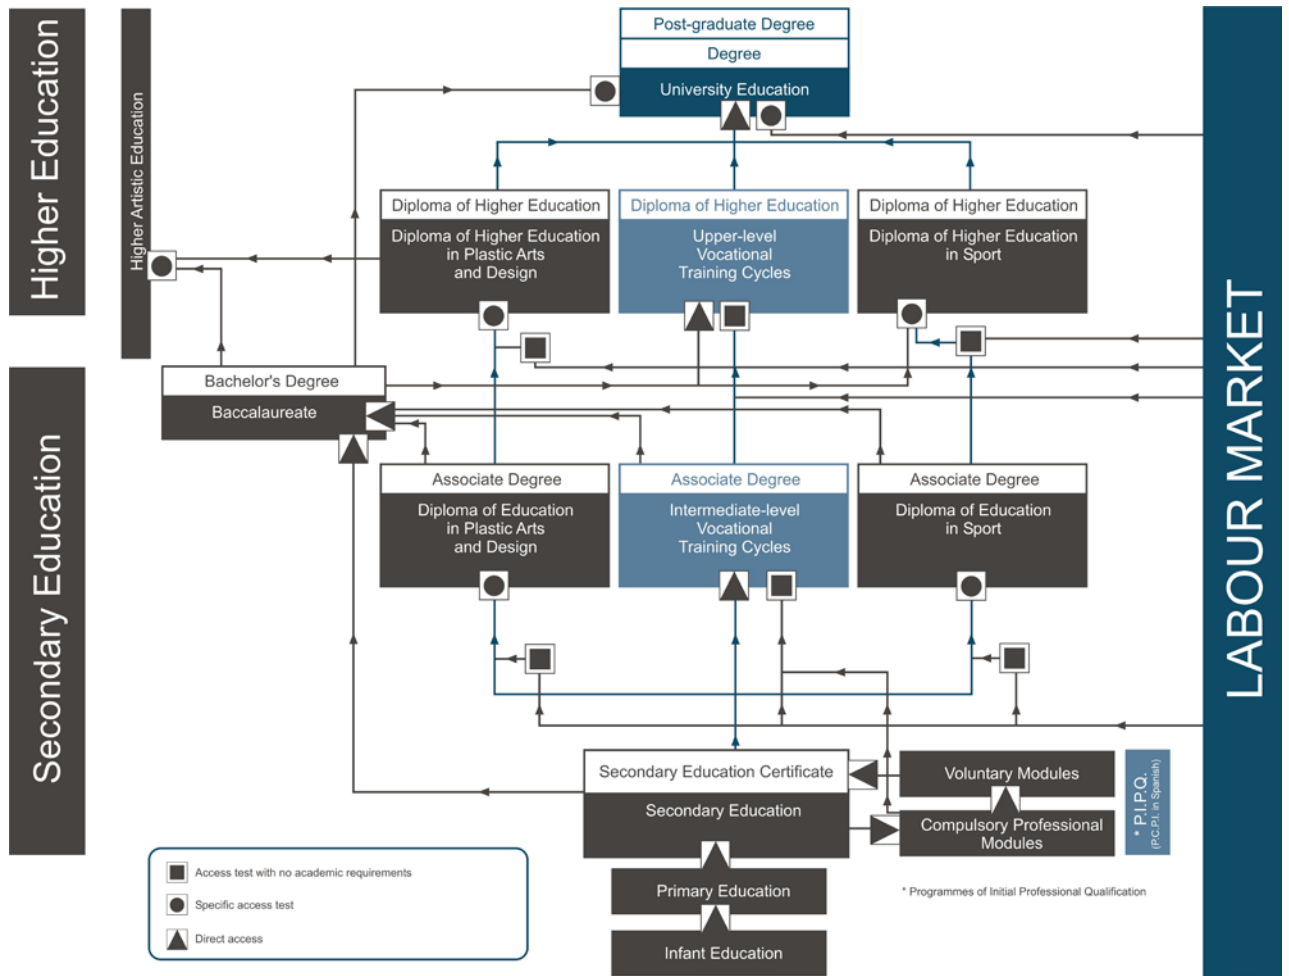 Higher Education
Secondary Education
Higher Artistic Education
Post-graduate Degree
Degree
University Education
Diploma of Higher Education
Diploma of Higher Education
in Plastic Arts
and Design
Diploma of Higher Education
Upper-level
Vocational
Training Cycles
Diploma of Higher Education
Diploma of Higher Education
in Sport
Bachelor's Degree
Baccalaureate
Associate Degree
Diploma of Education
in Plastic Arts
and Design
Associate Degree
Intermediate-level
Vocational
Training Cycles
Associate Degree
Diploma of Education
in Sport
Secondary Education Certificate
Secondary Education
Voluntary Modules
Compulsory Professional
Modules
* P.I.P.Q.
(P.C.P.I. in Spanish)
Primary Education
Infant Education
* Programmes of Initial Professional Qualification
Access test with no academic requirements
Specific access test
Direct access
LABOUR MARKET